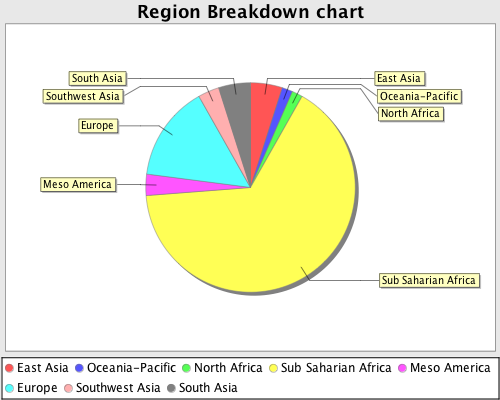 Region Breakdown chart
South Asia
East Asia
Southwest Asia
Oceania-Pacific
North Africa
Europe
Meso America
Sub Saharian Africa
East Asia Oceania-Pacific North Africa Sub Saharian Africa Meso America
Europe Southwest Asia South Asia